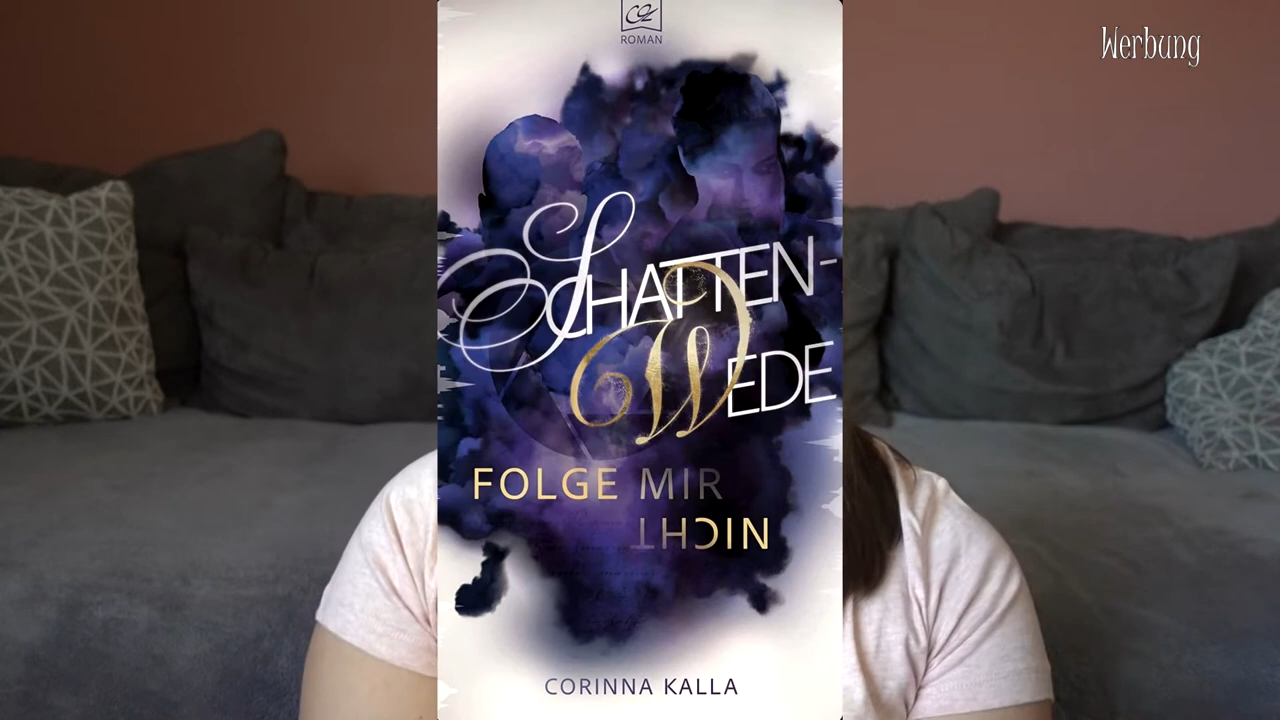 Werbung
ROMAN
SCHATTEN-
WEDE
FOLGE MIR
NICHT
CORINNA KALLA